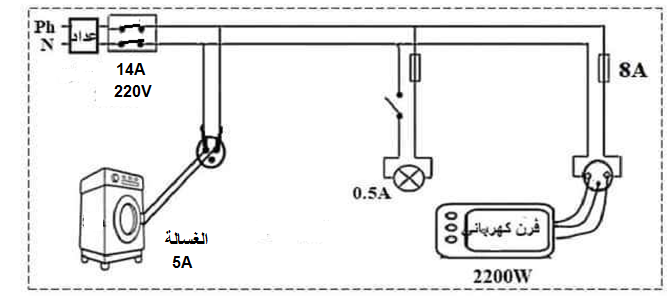 Ph
N
عداد
14A
220V
8A
0.5A
الغسالة
5A
فرن كهربائي
2200W